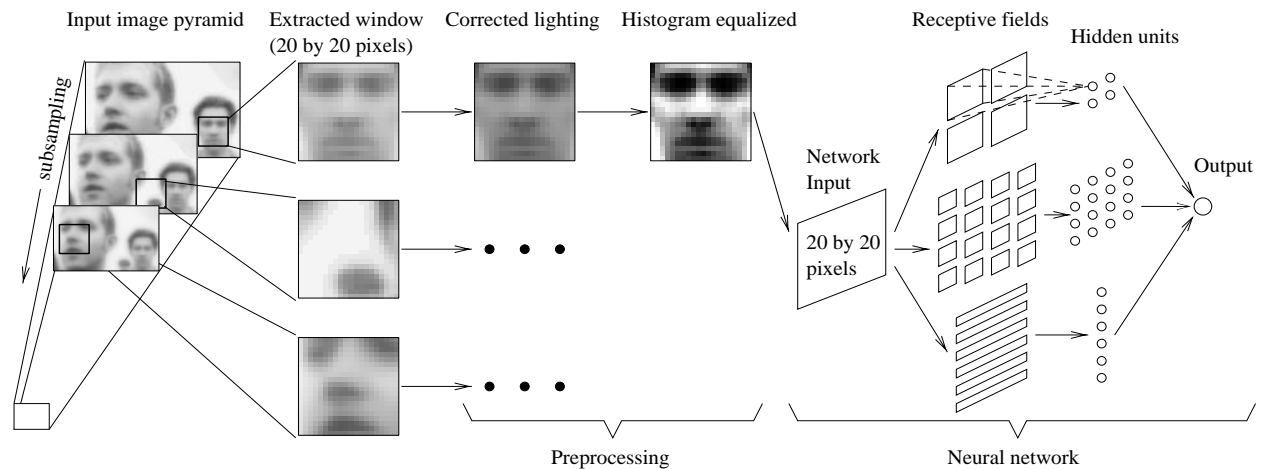 Input image pyramid
Extracted window
(20 by 20 pixels)
Corrected lighting
Histogram equalized
Receptive fields
Hidden units
subsampling
Network
Input
Output
20 by 20
pixels
Preprocessing
Neural network